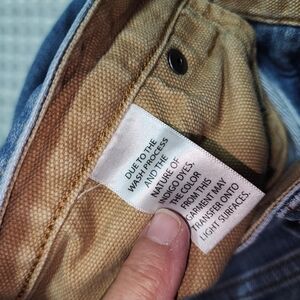 DUE TO THE
WASH PROCESS
AND THE
NATURE OF
INDIGO DYES,
THE COLOR
FROM THIS
GARMENT MAY
TRANSFER ONTO
LIGHT SURFACES.